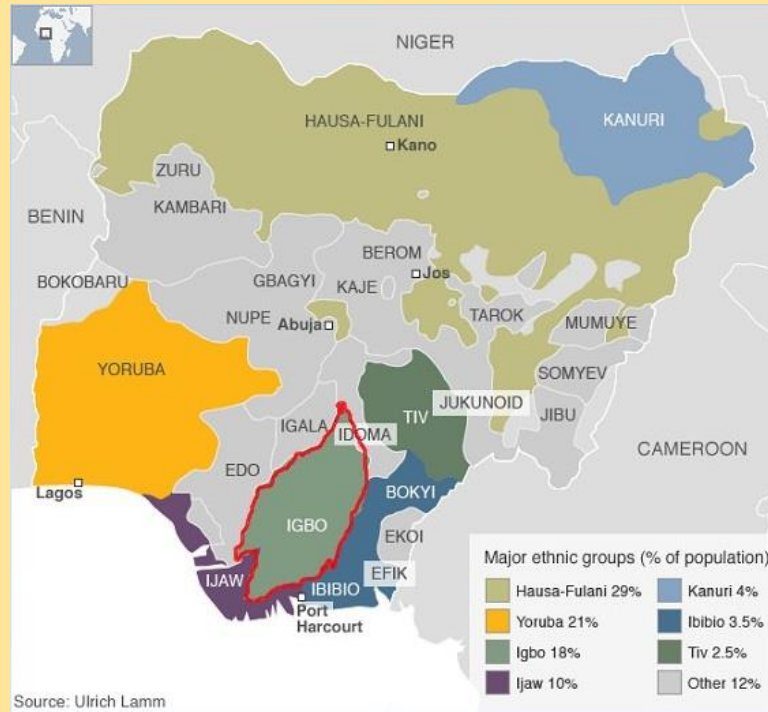 NIGER
HAUSA-FULANI
KANURI
Kano
ZURU
KAMBARI
BENIN
BEROM
BOKOBARU
GBAGYI
KAJE
Jos
NUPE
Abuja
TAROK
MUMUYE
YORUBA
SOMYEV
TIV
JUKUNOID
JIBU
IGALA
IDOMA
CAMEROON
EDO
BOKYI
Lagos
IGBO
EKOI
IJAW
IBIBIO
EFIK
Port
Harcourt
Major ethnic groups (% of population)
Hausa-Fulani 29%
Kanuri 4%
Yoruba 21%
Ibibio 3.5%
Igbo 18%
Tiv 2.5%
Ijaw 10%
Other 12%
Source: Ulrich Lamm